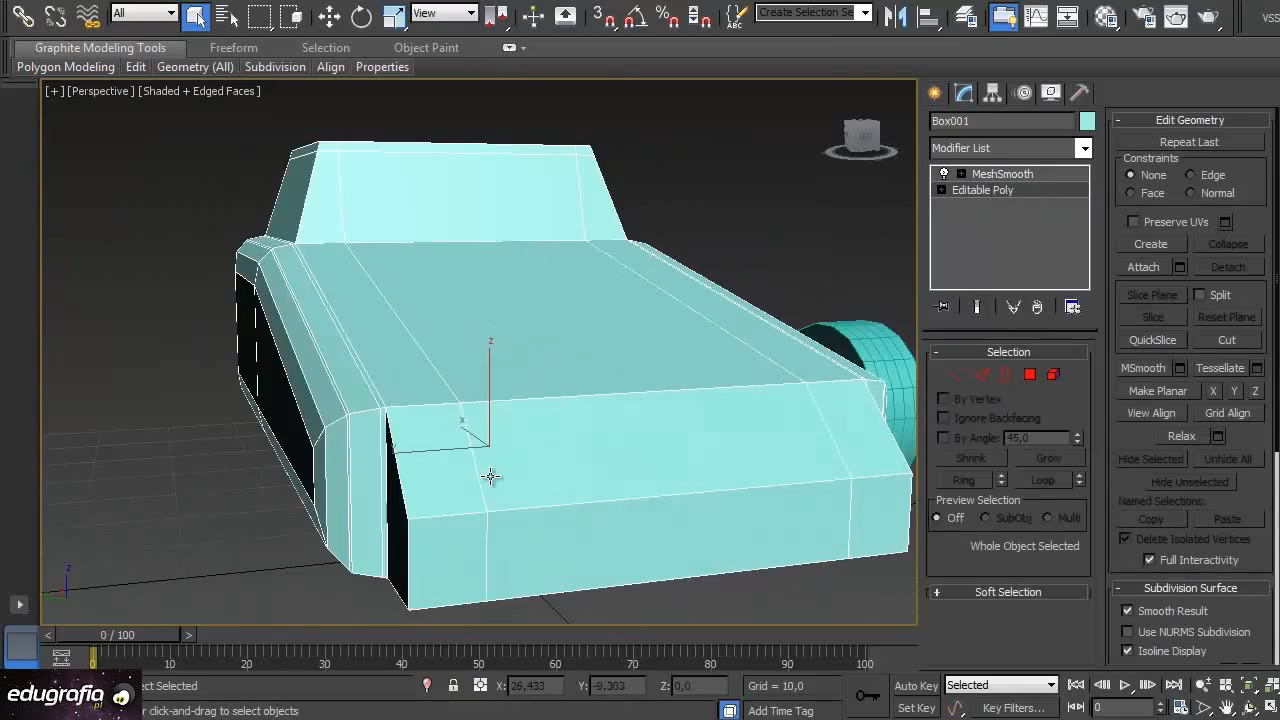 All
View
3
%
ABC
Create Selection Se
VSS
Graphite Modeling Tools Freeform Selection Object Paint
Polygon Modeling Edit Geometry (All) Subdivision Align Properties
[+] [Perspective] [Shaded + Edged Faces]
z
x
z
Box001
Modifier List
MeshSmooth
Editable Poly
- Selection
By Vertex
Ignore Backfacing
By Angle: 45,0
Shrink Grow
Ring Loop
Preview Selection
Off SubObj Multi
Whole Object Selected
+ Soft Selection
- Edit Geometry
Repeat Last
Constraints
None Edge
Face Normal
Preserve UVs
Create Collapse
Attach Detach
Slice Plane Split
Slice Reset Plane
QuickSlice Cut
MSmooth Tessellate
Make Planar X Y Z
View Align Grid Align
Relax
Hide Selected Unhide All
Hide Unselected
Named Selections:
Copy Paste
Delete Isolated Vertices
Full Interactivity
- Subdivision Surface
Smooth Result
Use NURMS Subdivision
Isoline Display
< 0 / 100 >
0 10 20 30 40 50 60 70 80 90 100
edugrafia.pl
ect Selected
X: 26,433 Y: -9,303 Z: 0,0
Grid = 10,0
Auto Key Selected
click-and-drag to select objects
Add Time Tag
Set Key Key Filters... 0